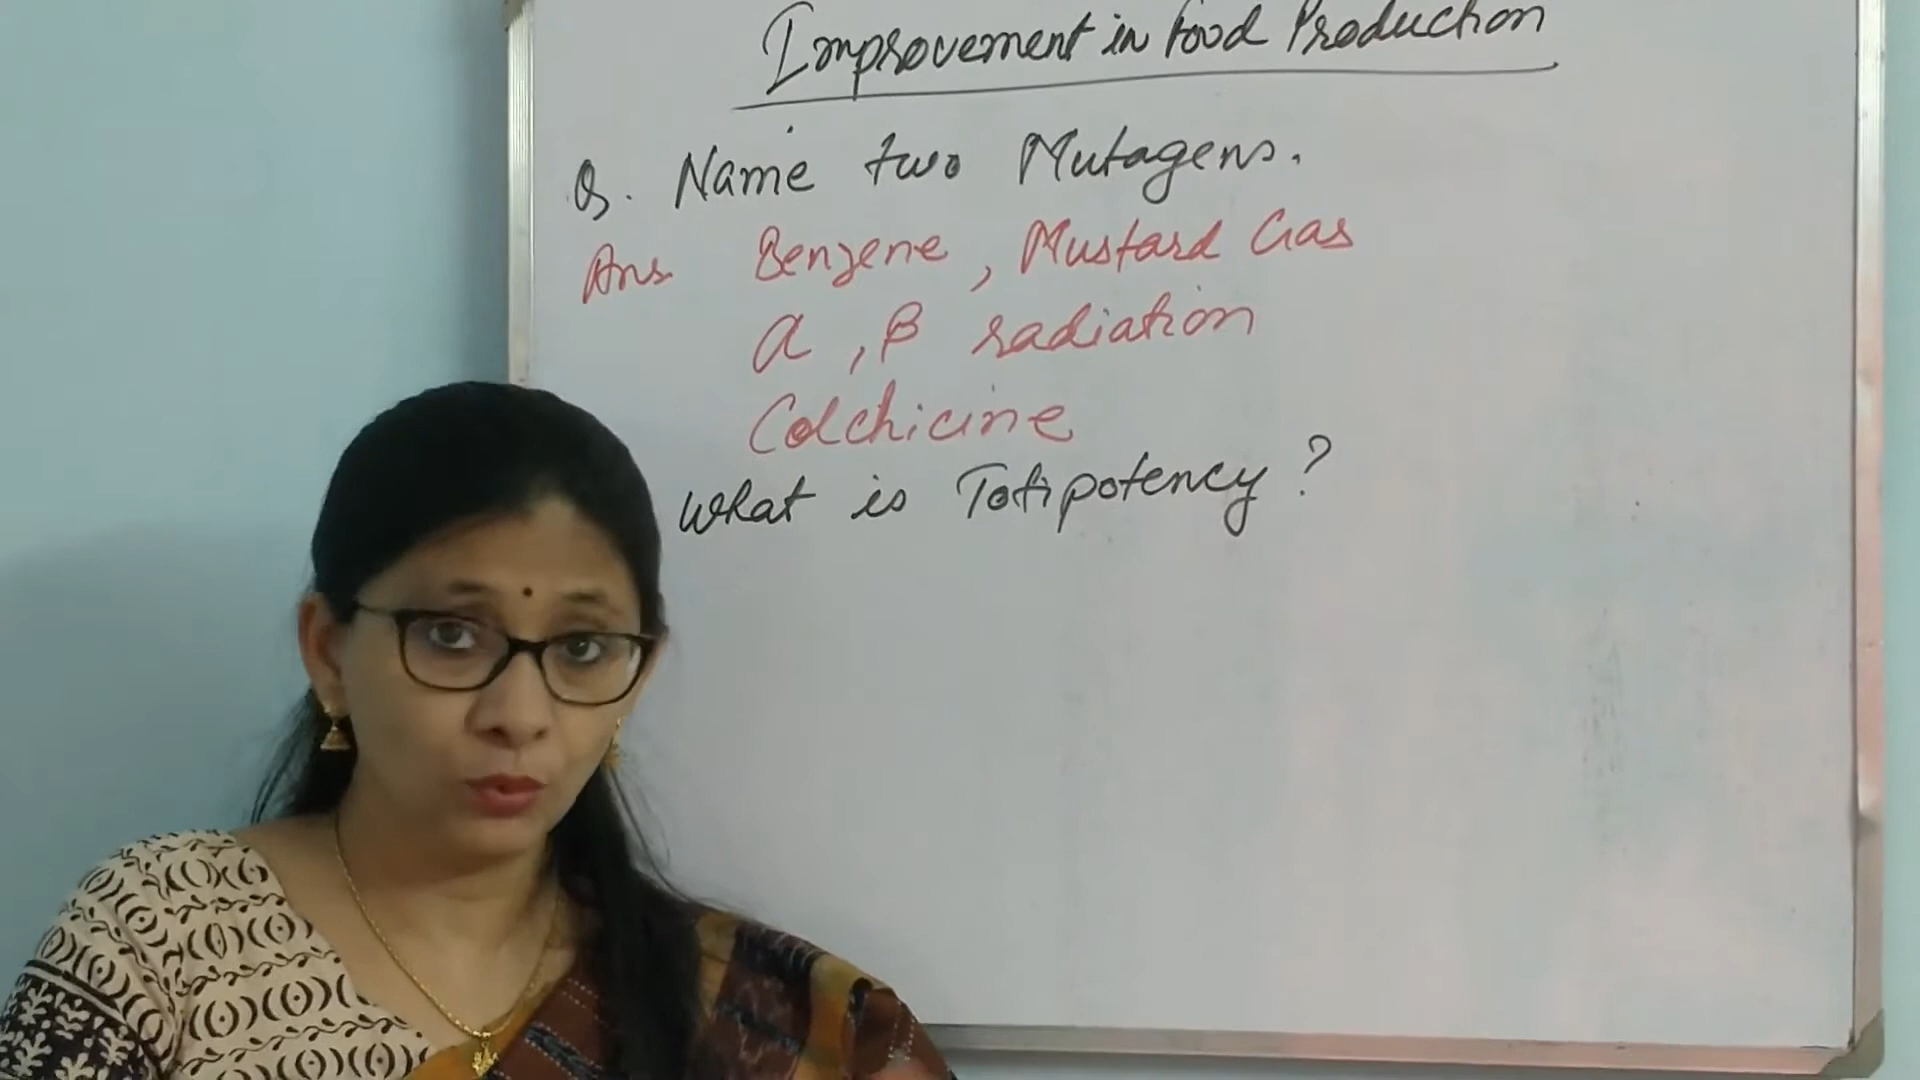 Improvement in Food Production
Q. Name two Mutagens.
Ans. Benzene, Mustard Gas
α, β radiation
Colchicine
What is Totipotency?